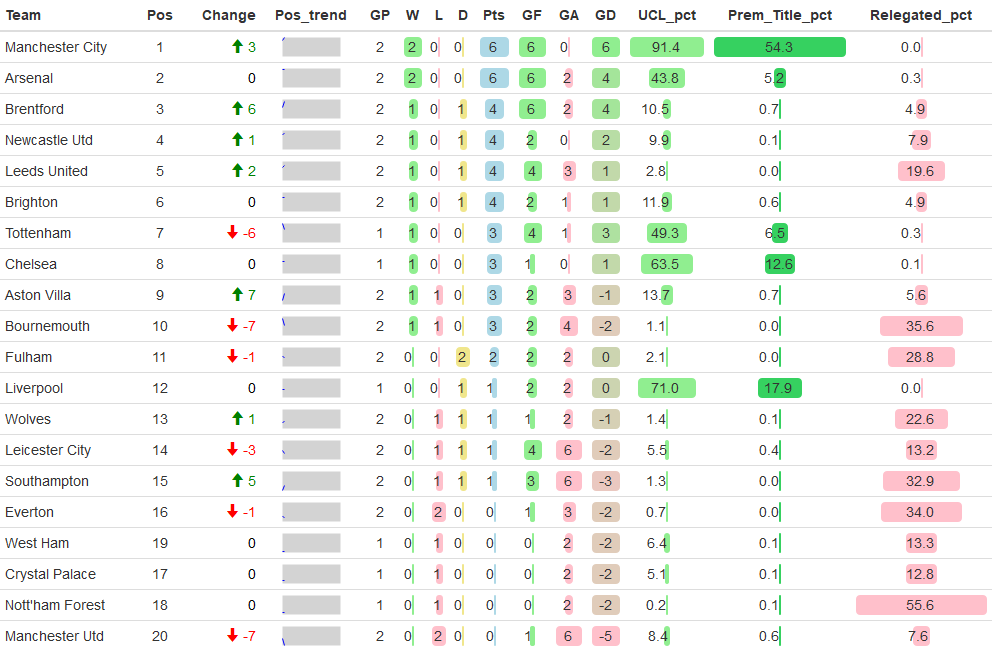 Team Pos Change Pos_trend GP W L D Pts GF GA GD UCL_pct Prem_Title_pct Relegated_pct
Manchester City 1 3 2 2 0 0 6 6 0 6 91.4 54.3 0.0
Arsenal 2 0 2 2 0 0 6 6 2 4 43.8 5.2 0.3
Brentford 3 6 2 1 0 1 4 6 2 4 10.5 0.7 4.9
Newcastle Utd 4 1 2 1 0 1 4 2 0 2 9.9 0.1 7.9
Leeds United 5 2 2 1 0 1 4 4 3 1 2.8 0.0 19.6
Brighton 6 0 2 1 0 1 4 2 1 1 11.9 0.6 4.9
Tottenham 7 -6 1 1 0 0 3 4 1 3 49.3 6.5 0.3
Chelsea 8 0 1 1 0 0 3 1 0 1 63.5 12.6 0.1
Aston Villa 9 7 2 1 1 0 3 2 3 -1 13.7 0.7 5.6
Bournemouth 10 -7 2 1 1 0 3 2 4 -2 1.1 0.0 35.6
Fulham 11 -1 2 0 0 2 2 2 2 0 2.1 0.0 28.8
Liverpool 12 0 1 0 0 1 1 2 2 0 71.0 17.9 0.0
Wolves 13 1 2 0 1 1 1 1 2 -1 1.4 0.1 22.6
Leicester City 14 -3 2 0 1 1 1 4 6 -2 5.5 0.4 13.2
Southampton 15 5 2 0 1 1 1 3 6 -3 1.3 0.0 32.9
Everton 16 -1 2 0 2 0 0 1 3 -2 0.7 0.0 34.0
West Ham 19 0 1 0 1 0 0 0 2 -2 6.4 0.1 13.3
Crystal Palace 17 0 1 0 1 0 0 0 2 -2 5.1 0.1 12.8
Nott'ham Forest 18 0 1 0 1 0 0 0 2 -2 0.2 0.1 55.6
Manchester Utd 20 -7 2 0 2 0 0 1 6 -5 8.4 0.6 7.6